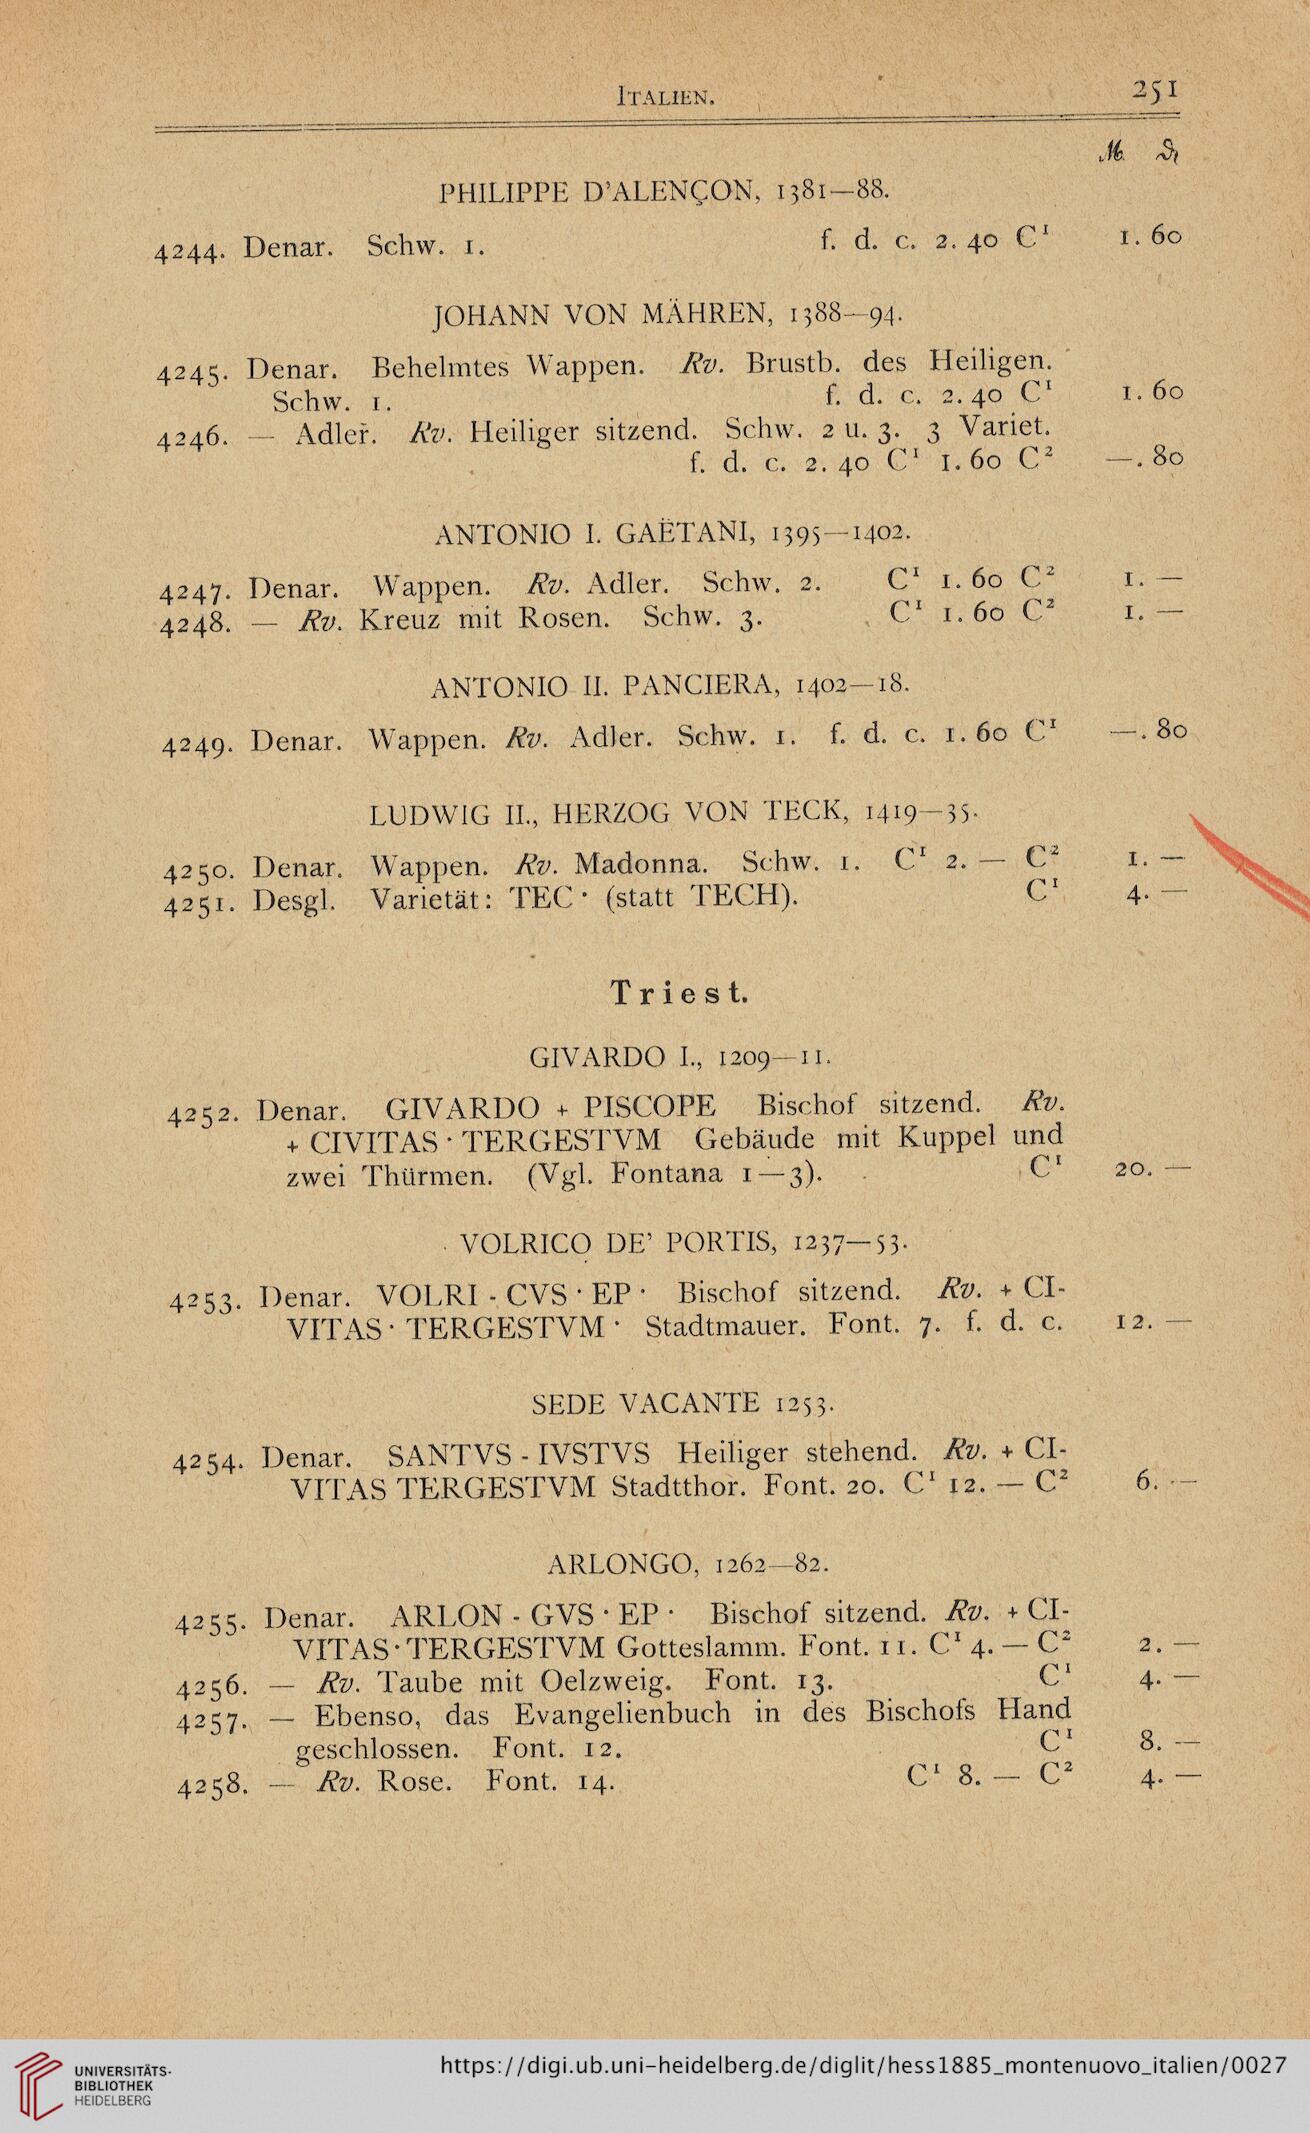 ITALIEN. 251
ℳ ₰
PHILIPPE D'ALENÇON, 1381—88.
4244. Denar. Schw. 1. f. d. c. 2. 40 C¹ 1. 60
JOHANN VON MÄHREN, 1388—94.
4245. Denar. Behelmtes Wappen. Rv. Brustb. des Heiligen.
Schw. 1. f. d. c. 2. 40 C¹ 1. 60
4246. — Adler. Rv. Heiliger sitzend. Schw. 2 u. 3. 3 Variet.
f. d. c. 2. 40 C¹ 1. 60 C² —. 80
ANTONIO I. GAËTANI, 1395—1402.
4247. Denar. Wappen. Rv. Adler. Schw. 2. C¹ 1. 60 C² 1. —
4248. — Rv. Kreuz mit Rosen. Schw. 3. C¹ 1. 60 C² 1. —
ANTONIO II. PANCIERA, 1402—18.
4249. Denar. Wappen. Rv. Adler. Schw. 1. f. d. c. 1. 60 C¹ —. 80
LUDWIG II., HERZOG VON TECK, 1419—35.
4250. Denar. Wappen. Rv. Madonna. Schw. 1. C¹ 2. — C² 1. —
4251. Desgl. Varietät: TEC· (statt TECH). C¹ 4. —
Triest.
GIVARDO I., 1209—11.
4252. Denar. GIVARDO + PISCOPE Bischof sitzend. Rv.
+ CIVITAS · TERGESTVM Gebäude mit Kuppel und
zwei Thürmen. (Vgl. Fontana 1—3). C¹ 20. —
VOLRICO DE' PORTIS, 1237—53.
4253. Denar. VOLRI - CVS · EP · Bischof sitzend. Rv. + CI-
VITAS · TERGESTVM · Stadtmauer. Font. 7. f. d. c. 12. —
SEDE VACANTE 1253.
4254. Denar. SANTVS - IVSTVS Heiliger stehend. Rv. + CI-
VITAS TERGESTVM Stadtthor. Font. 20. C¹ 12. — C² 6. —
ARLONGO, 1262—82.
4255. Denar. ARLON - GVS · EP · Bischof sitzend. Rv. + CI-
VITAS · TERGESTVM Gotteslamm. Font. 11. C¹ 4. — C² 2. —
4256. — Rv. Taube mit Oelzweig. Font. 13. C¹ 4. —
4257. — Ebenso, das Evangelienbuch in des Bischofs Hand
geschlossen. Font. 12. C¹ 8. —
4258. — Rv. Rose. Font. 14. C¹ 8. — C² 4. —
UNIVERSITÄTS-
BIBLIOTHEK
HEIDELBERG
https://digi.ub.uni-heidelberg.de/diglit/hess1885_montenuovo_italien/0027